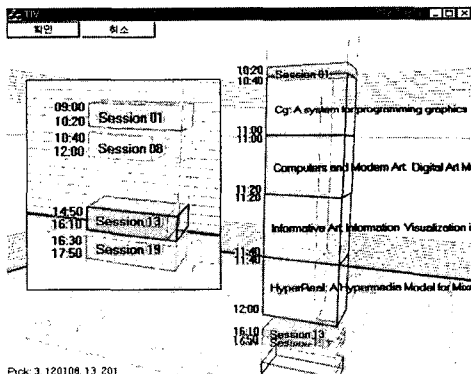 TIV
확인
취소
09:00
10:20
Session 01
10:40
12:00
Session 08
14:50
16:10
Session 13
16:30
17:50
Session 19
10:20
10:40
Session 01
Cg: A system for programming graphics
11:00
11:00
Computers and Modern Art: Digital Art M
11:20
11:20
Informative Art: Information Visualization i
11:40
11:40
HyperReal: A Hypermedia Model for Mixe
12:00
16:10
Session 13
Pick: 3, 120108, 13, 201